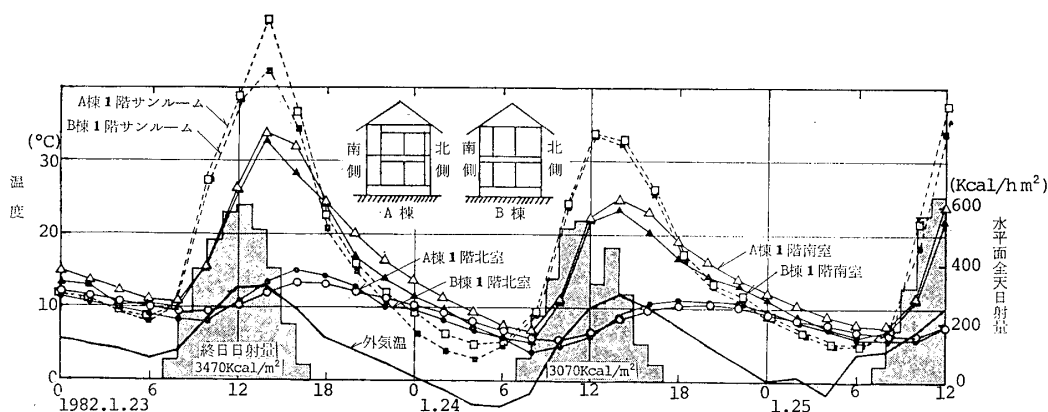 A棟1階サンルーム
B棟1階サンルーム
(℃)
30
20
10
0
温度
南側
北側
A棟
南側
北側
B棟
A棟1階北室
B棟1階北室
A棟1階南室
B棟1階南室
外気温
終日日射量
3470Kcal/m²
3070Kcal/m²
(Kcal/hm²)
600
400
200
0
水平面全天日射量
0 6 12 18 0 6 12 18 0 6 12
1982.1.23 1.24 1.25